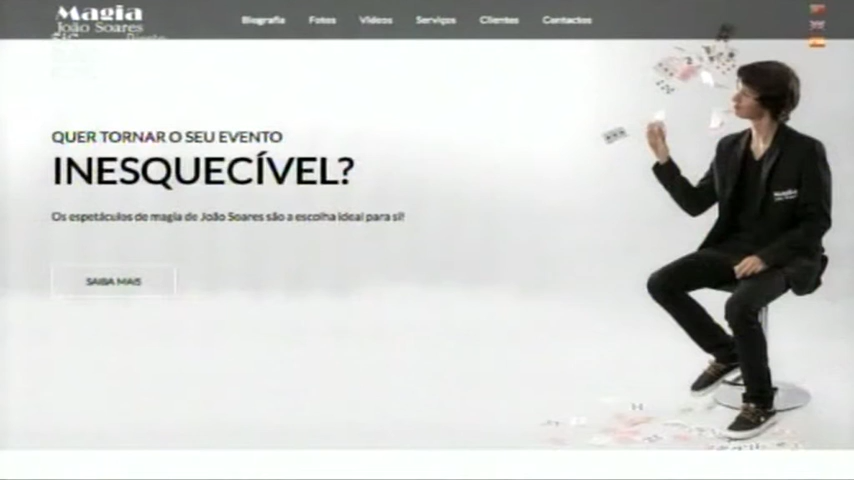 Magia
João Soares
Biografia Fotos Vídeos Serviços Clientes Contactos
QUER TORNAR O SEU EVENTO
INESQUECÍVEL?
Os espetáculos de magia de João Soares são a escolha ideal para si!
SAIBA MAIS
Magia